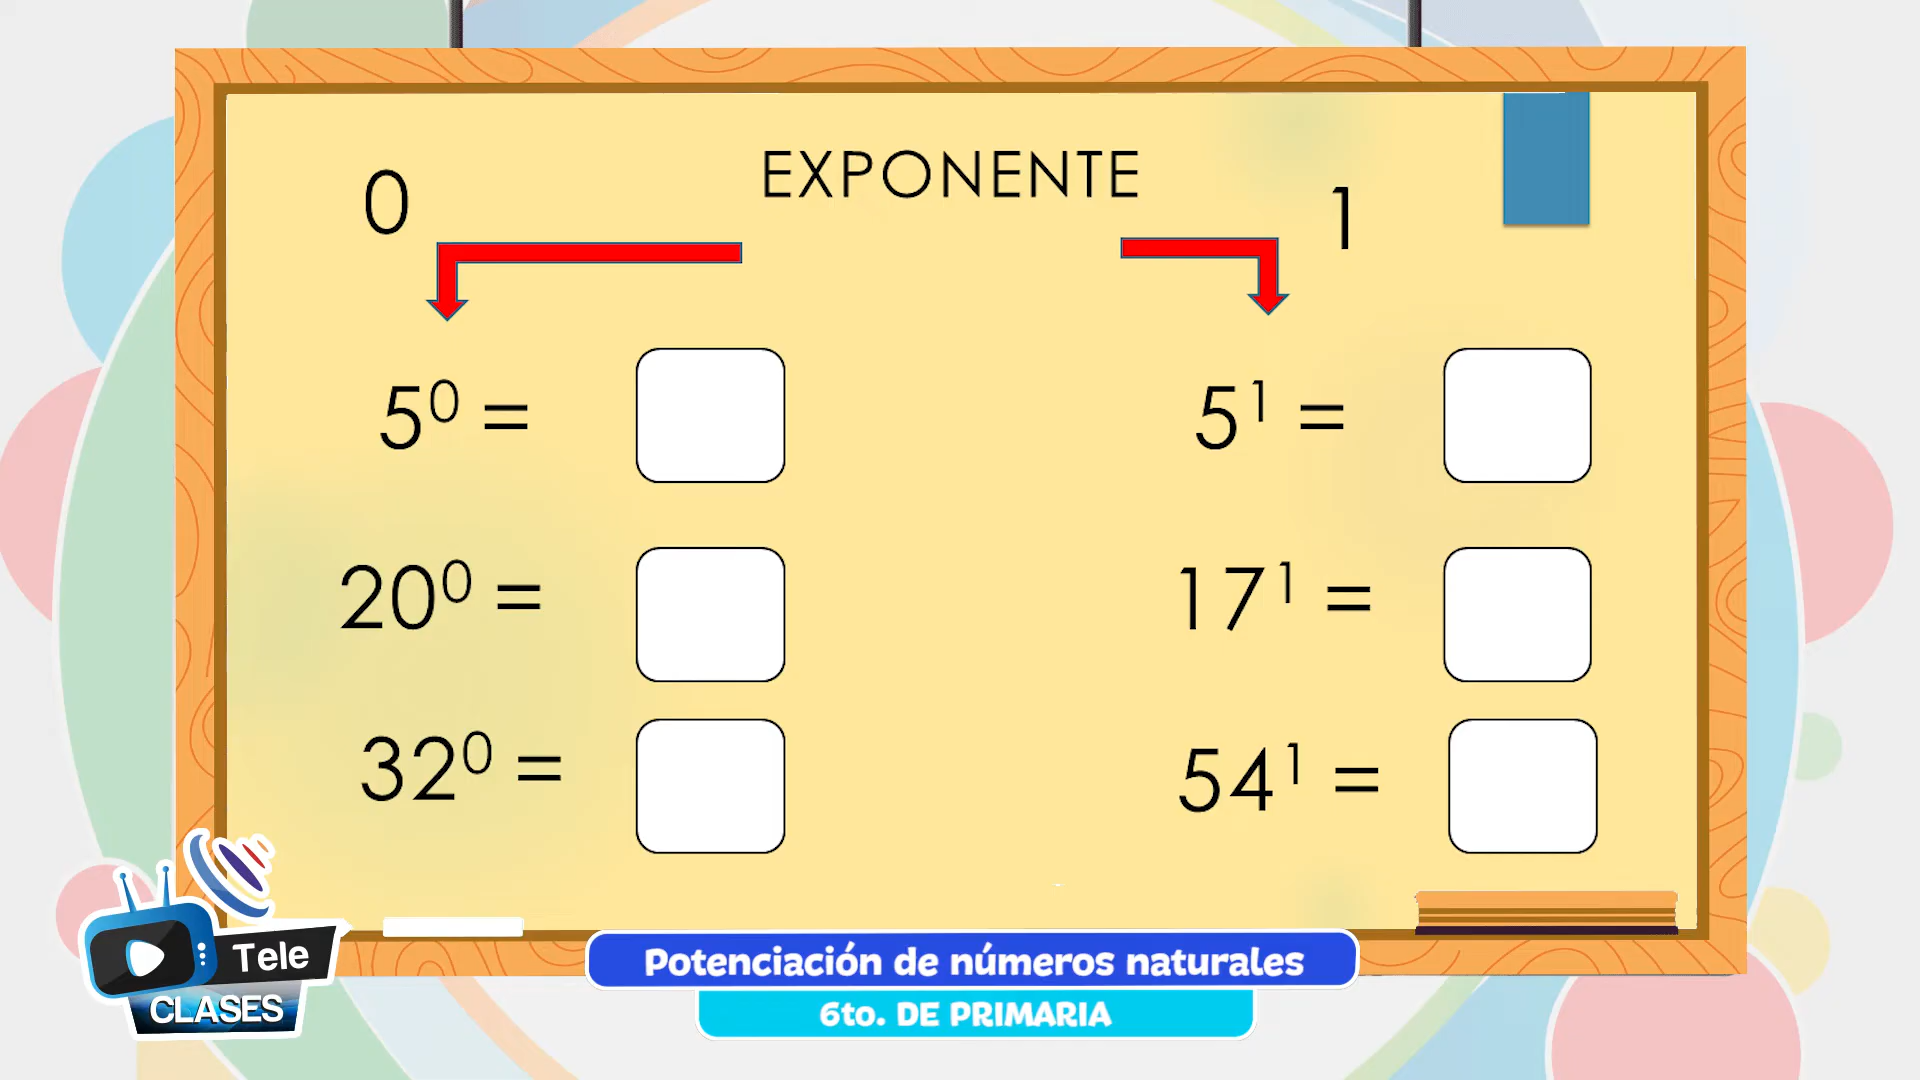 EXPONENTE
0
1
5⁰ =
5¹ =
20⁰ =
17¹ =
32⁰ =
54¹ =
Tele
CLASES
Potenciación de números naturales
6to. DE PRIMARIA